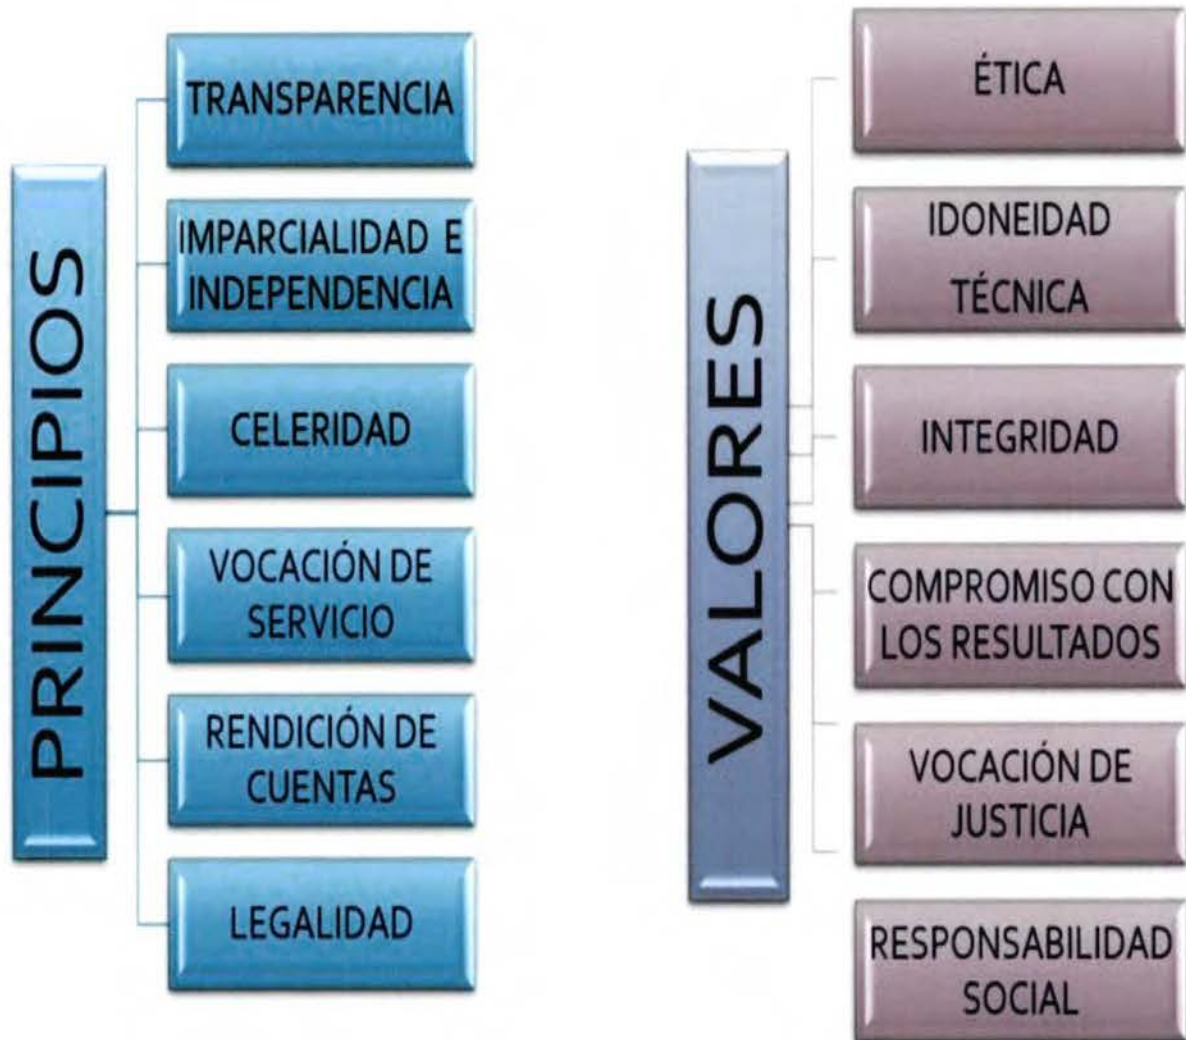 PRINCIPIOS
TRANSPARENCIA
IMPARCIALIDAD E
INDEPENDENCIA
CELERIDAD
VOCACIÓN DE
SERVICIO
RENDICIÓN DE
CUENTAS
LEGALIDAD
VALORES
ÉTICA
IDONEIDAD
TÉCNICA
INTEGRIDAD
COMPROMISO CON
LOS RESULTADOS
VOCACIÓN DE
JUSTICIA
RESPONSABILIDAD
SOCIAL